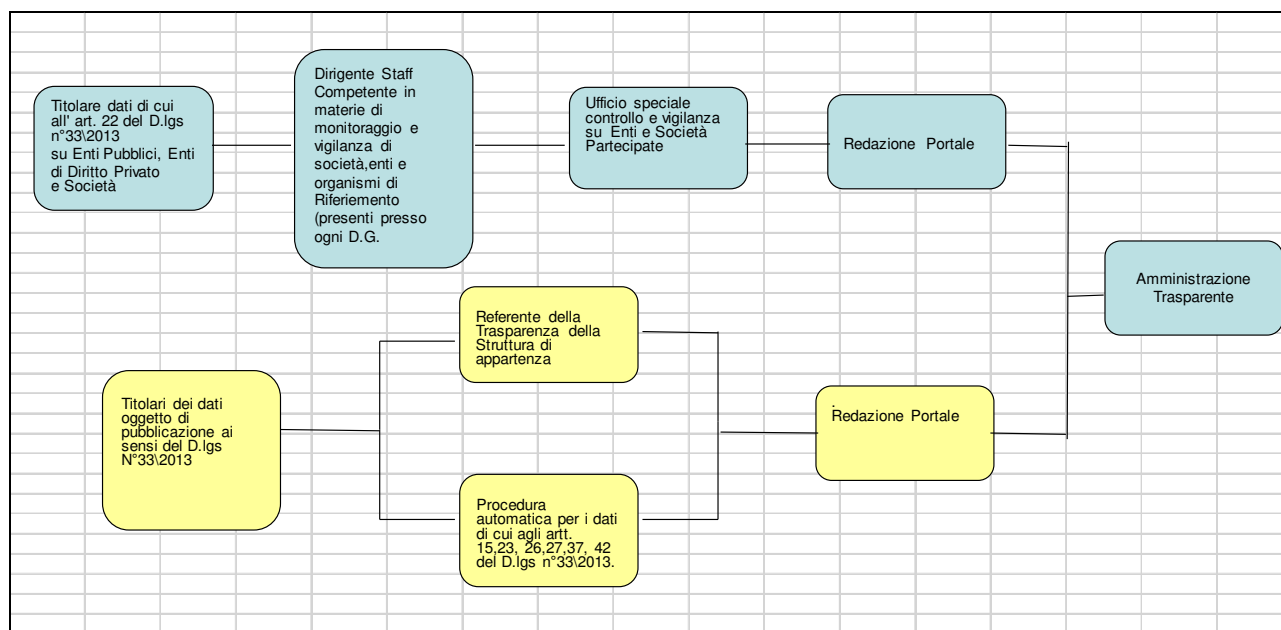 Titolare dati di cui
all' art. 22 del D.lgs
n°33\2013
su Enti Pubblici, Enti
di Diritto Privato
e Società
Dirigente Staff
Competente in
materie di
monitoraggio e
vigilanza di
società,enti e
organismi di
Riferiemento
(presenti presso
ogni D.G.
Ufficio speciale
controllo e vigilanza
su Enti e Società
Partecipate
Redazione Portale
Amministrazione
Trasparente
Titolari dei dati
oggetto di
pubblicazione ai
sensi del D.lgs
N°33\2013
Referente della
Trasparenza della
Struttura di
appartenza
Procedura
automatica per i dati
di cui agli artt.
15,23, 26,27,37, 42
del D.lgs n°33\2013.
.
Redazione Portale